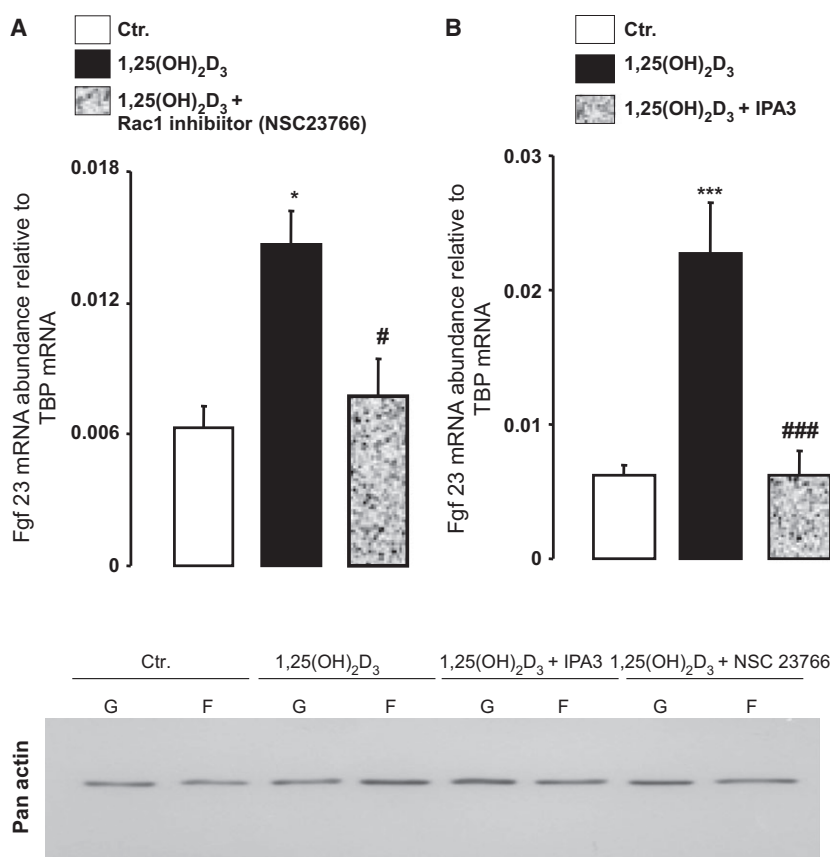 A
Ctr.
1,25(OH)2D3
1,25(OH)2D3 +
Rac1 inhibiitor (NSC23766)
Fgf 23 mRNA abundance relative to
TBP mRNA
0.018
0.012
0.006
0
*
#
B
Ctr.
1,25(OH)2D3
1,25(OH)2D3 + IPA3
Fgf 23 mRNA abundance relative to
TBP mRNA
0.03
0.02
0.01
0
***
###
Ctr. 1,25(OH)2D3 1,25(OH)2D3 + IPA3 1,25(OH)2D3 + NSC 23766
G F G F G F G F
Pan actin